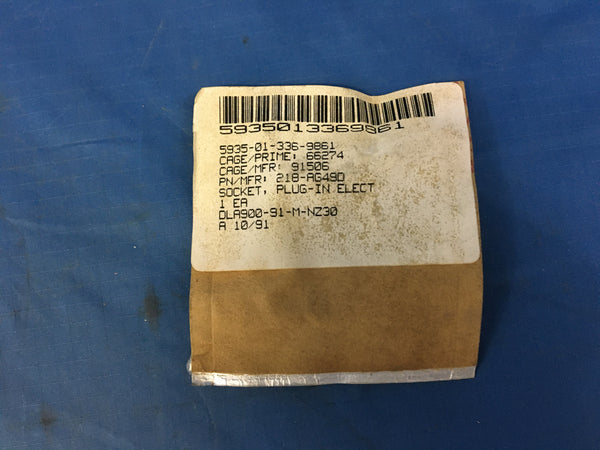 5935013369861
5935-01-336-9861
CAGE/PRIME: 66274
CAGE/MFR: 91506
PN/MFR: 218-AG49D
SOCKET, PLUG-IN ELECT
1 EA
DLA900-91-M-NZ30
A 10/91